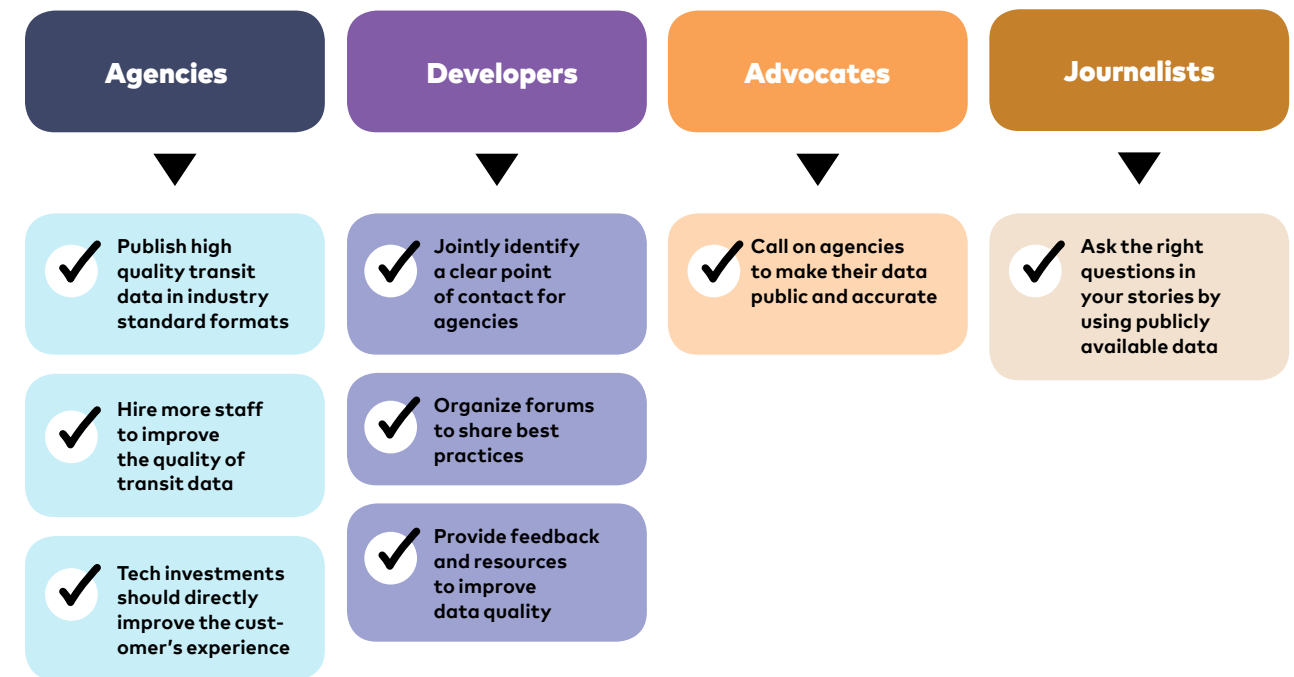 Agencies
Publish high
quality transit
data in industry
standard formats
Hire more staff
to improve
the quality of
transit data
Tech investments
should directly
improve the cust-
omer's experience
Developers
Jointly identify
a clear point
of contact for
agencies
Organize forums
to share best
practices
Provide feedback
and resources
to improve
data quality
Advocates
Call on agencies
to make their data
public and accurate
Journalists
Ask the right
questions in
your stories by
using publicly
available data